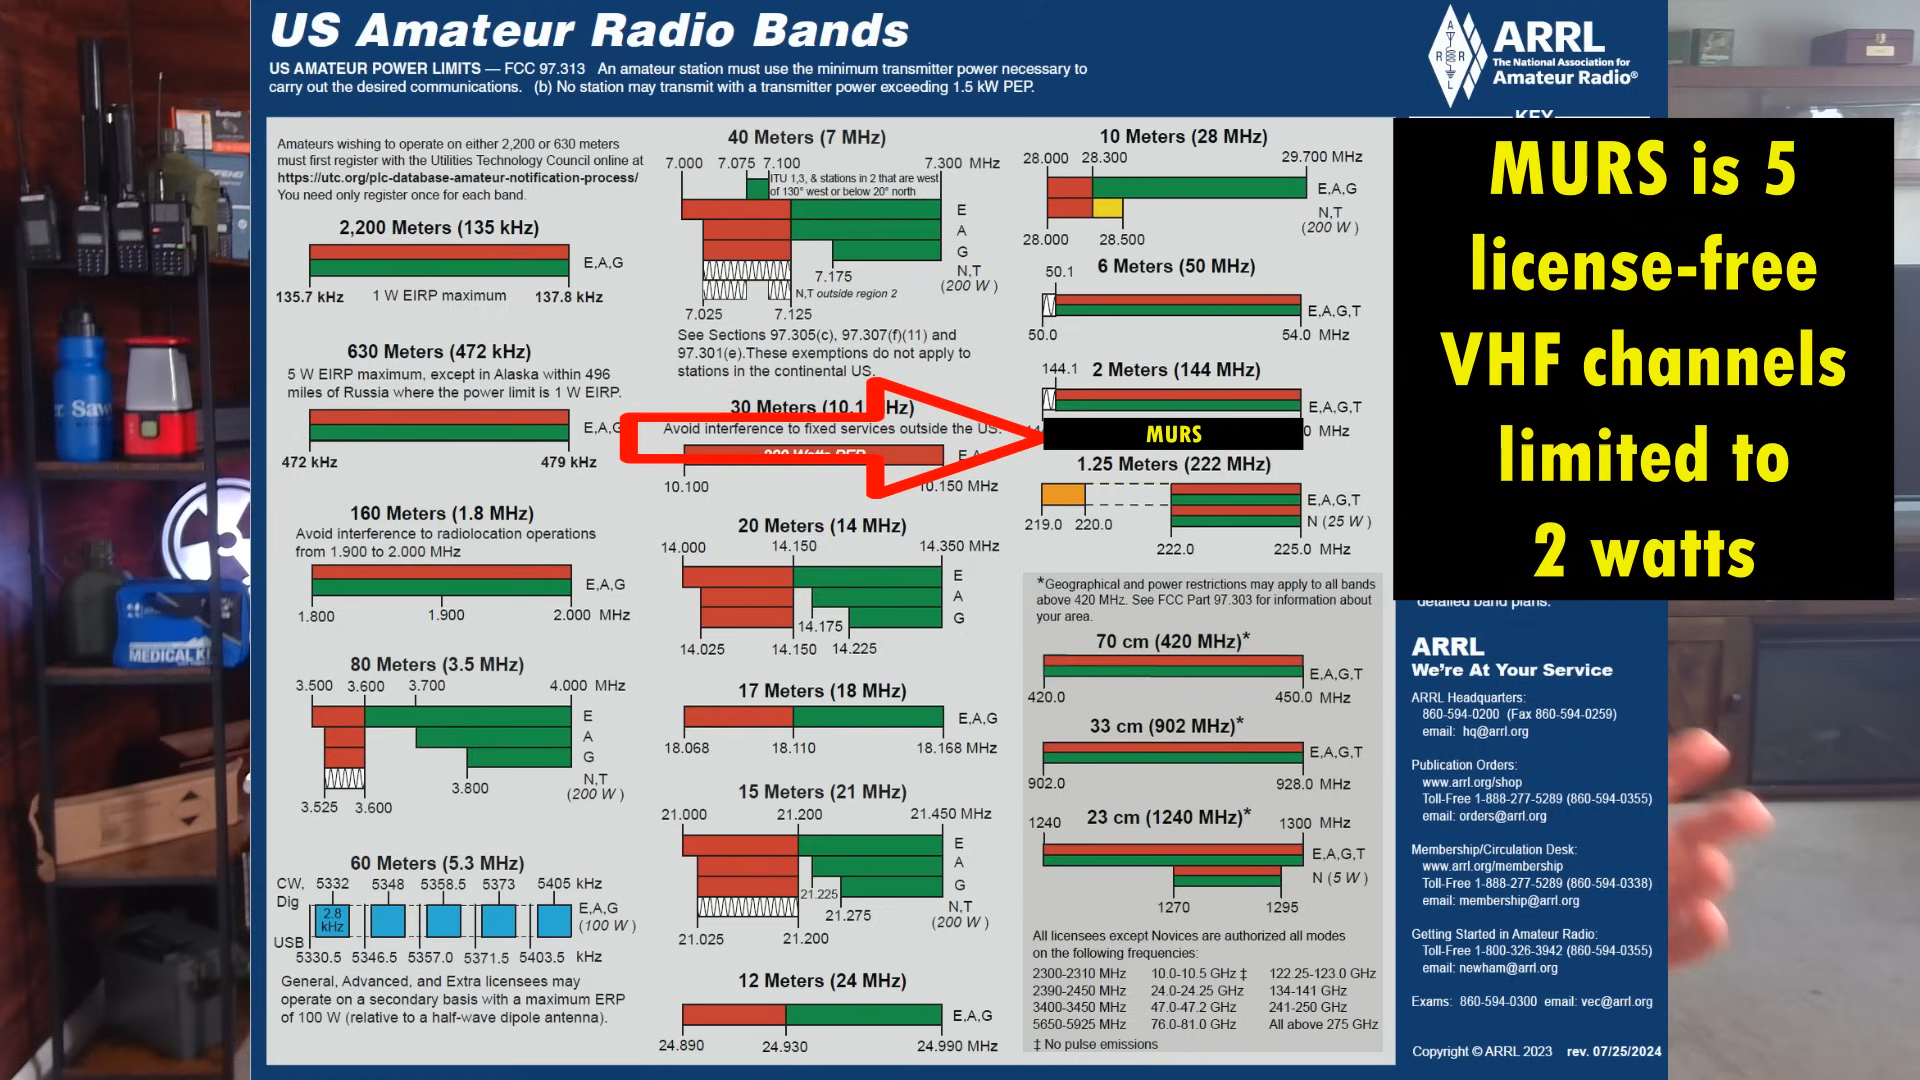 US Amateur Radio Bands
US AMATEUR POWER LIMITS — FCC 97.313 An amateur station must use the minimum transmitter power necessary to
carry out the desired communications. (b) No station may transmit with a transmitter power exceeding 1.5 kW PEP.
ARRL
The National Association for
Amateur Radio®
A
R R
L
KEY
Amateurs wishing to operate on either 2,200 or 630 meters
must first register with the Utilities Technology Council online at
https://utc.org/plc-database-amateur-notification-process/
You need only register once for each band.
2,200 Meters (135 kHz)
E,A,G
135.7 kHz 1 W EIRP maximum 137.8 kHz
630 Meters (472 kHz)
5 W EIRP maximum, except in Alaska within 496
miles of Russia where the power limit is 1 W EIRP.
E,A,G
472 kHz 479 kHz
160 Meters (1.8 MHz)
Avoid interference to radiolocation operations
from 1.900 to 2.000 MHz
E,A,G
1.800 1.900 2.000 MHz
80 Meters (3.5 MHz)
3.500 3.600 3.700 4.000 MHz
E
A
G
N,T
(200 W)
3.800
3.525 3.600
60 Meters (5.3 MHz)
CW,
Dig
5332 5348 5358.5 5373 5405 kHz
2.8
kHz
E,A,G
(100 W)
USB
5330.5 5346.5 5357.0 5371.5 5403.5 kHz
General, Advanced, and Extra licensees may
operate on a secondary basis with a maximum ERP
of 100 W (relative to a half-wave dipole antenna).
40 Meters (7 MHz)
7.000 7.075 7.100 7.300 MHz
ITU 1,3, & stations in 2 that are west
of 130° west or below 20° north
E
A
G
N,T
(200 W)
7.175
N,T outside region 2
7.025 7.125
See Sections 97.305(c), 97.307(f)(11) and
97.301(e).These exemptions do not apply to
stations in the continental US.
30 Meters (10.1 Hz)
Avoid interference to fixed services outside the US.
200 Watts PEP
E,A
10.100 10.150 MHz
20 Meters (14 MHz)
14.000 14.150 14.350 MHz
E
A
G
14.175
14.025 14.150 14.225
17 Meters (18 MHz)
E,A,G
18.068 18.110 18.168 MHz
15 Meters (21 MHz)
21.000 21.200 21.450 MHz
E
A
G
N,T
(200 W)
21.225
21.275
21.025 21.200
12 Meters (24 MHz)
E,A,G
24.890 24.930 24.990 MHz
10 Meters (28 MHz)
28.000 28.300 29.700 MHz
E,A,G
N,T
(200 W)
28.000 28.500
6 Meters (50 MHz)
50.1
E,A,G,T
50.0 54.0 MHz
2 Meters (144 MHz)
144.1
E,A,G,T
0 MHz
MURS
1.25 Meters (222 MHz)
E,A,G,T
N (25 W)
219.0 220.0
222.0 225.0 MHz
*Geographical and power restrictions may apply to all bands
above 420 MHz. See FCC Part 97.303 for information about
your area.
70 cm (420 MHz)*
E,A,G,T
420.0 450.0 MHz
33 cm (902 MHz)*
E,A,G,T
902.0 928.0 MHz
23 cm (1240 MHz)*
1240 1300 MHz
E,A,G,T
N (5 W)
1270 1295
All licensees except Novices are authorized all modes
on the following frequencies:
2300-2310 MHz 10.0-10.5 GHz ‡ 122.25-123.0 GHz
2390-2450 MHz 24.0-24.25 GHz 134-141 GHz
3400-3450 MHz 47.0-47.2 GHz 241-250 GHz
5650-5925 MHz 76.0-81.0 GHz All above 275 GHz
‡ No pulse emissions
MURS is 5
license-free
VHF channels
limited to
2 watts
detailed band plans.
ARRL
We're At Your Service
ARRL Headquarters:
860-594-0200 (Fax 860-594-0259)
email: hq@arrl.org
Publication Orders:
www.arrl.org/shop
Toll-Free 1-888-277-5289 (860-594-0355)
email: orders@arrl.org
Membership/Circulation Desk:
www.arrl.org/membership
Toll-Free 1-888-277-5289 (860-594-0338)
email: membership@arrl.org
Getting Started in Amateur Radio:
Toll-Free 1-800-326-3942 (860-594-0355)
email: newham@arrl.org
Exams: 860-594-0300 email: vec@arrl.org
Copyright © ARRL 2023 rev. 07/25/2024
MEDICAL